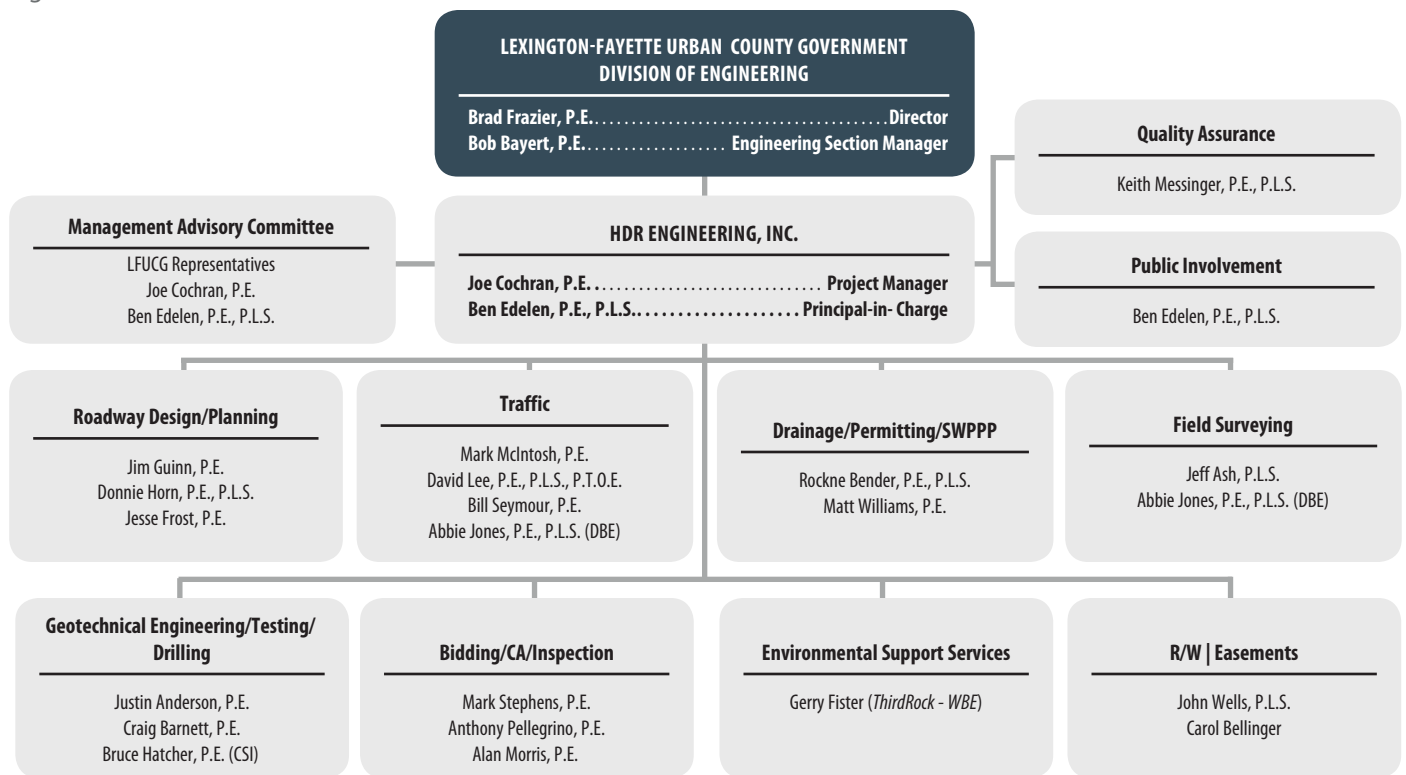 LEXINGTON-FAYETTE URBAN COUNTY GOVERNMENT
DIVISION OF ENGINEERING
Brad Frazier, P.E.........................................Director
Bob Bayert, P.E.................... Engineering Section Manager
Quality Assurance
Keith Messinger, P.E., P.L.S.
Management Advisory Committee
LFUCG Representatives
Joe Cochran, P.E.
Ben Edelen, P.E., P.L.S.
HDR ENGINEERING, INC.
Joe Cochran, P.E. .............................. Project Manager
Ben Edelen, P.E., P.L.S...................... Principal-in- Charge
Public Involvement
Ben Edelen, P.E., P.L.S.
Roadway Design/Planning
Jim Guinn, P.E.
Donnie Horn, P.E., P.L.S.
Jesse Frost, P.E.
Traffic
Mark McIntosh, P.E.
David Lee, P.E., P.L.S., P.T.O.E.
Bill Seymour, P.E.
Abbie Jones, P.E., P.L.S. (DBE)
Drainage/Permitting/SWPPP
Rockne Bender, P.E., P.L.S.
Matt Williams, P.E.
Field Surveying
Jeff Ash, P.L.S.
Abbie Jones, P.E., P.L.S. (DBE)
Geotechnical Engineering/Testing/
Drilling
Justin Anderson, P.E.
Craig Barnett, P.E.
Bruce Hatcher, P.E. (CSI)
Bidding/CA/Inspection
Mark Stephens, P.E.
Anthony Pellegrino, P.E.
Alan Morris, P.E.
Environmental Support Services
Gerry Fister (ThirdRock - WBE)
R/W | Easements
John Wells, P.L.S.
Carol Bellinger